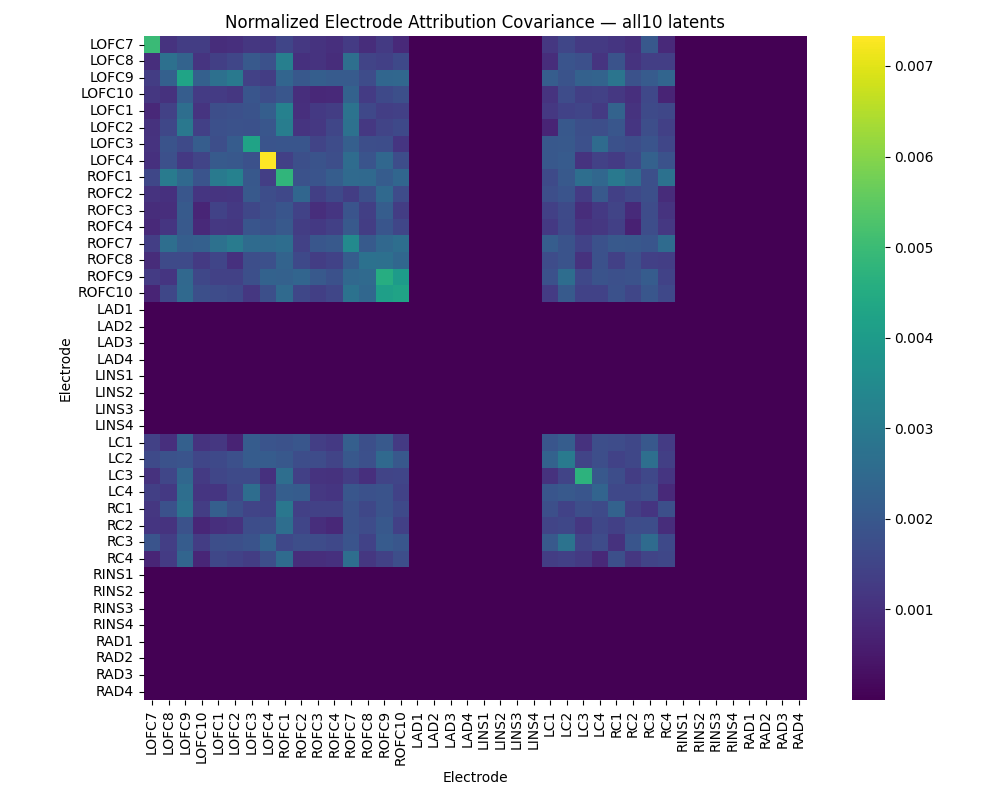 Normalized Electrode Attribution Covariance — all10 latents
LOFC7
LOFC8
LOFC9
LOFC10
LOFC1
LOFC2
LOFC3
LOFC4
ROFC1
ROFC2
ROFC3
ROFC4
ROFC7
ROFC8
ROFC9
ROFC10
LAD1
LAD2
LAD3
LAD4
LINS1
LINS2
LINS3
LINS4
LC1
LC2
LC3
LC4
RC1
RC2
RC3
RC4
RINS1
RINS2
RINS3
RINS4
RAD1
RAD2
RAD3
RAD4
Electrode
LOFC7
LOFC8
LOFC9
LOFC10
LOFC1
LOFC2
LOFC3
LOFC4
ROFC1
ROFC2
ROFC3
ROFC4
ROFC7
ROFC8
ROFC9
ROFC10
LAD1
LAD2
LAD3
LAD4
LINS1
LINS2
LINS3
LINS4
LC1
LC2
LC3
LC4
RC1
RC2
RC3
RC4
RINS1
RINS2
RINS3
RINS4
RAD1
RAD2
RAD3
RAD4
Electrode
0.007
0.006
0.005
0.004
0.003
0.002
0.001